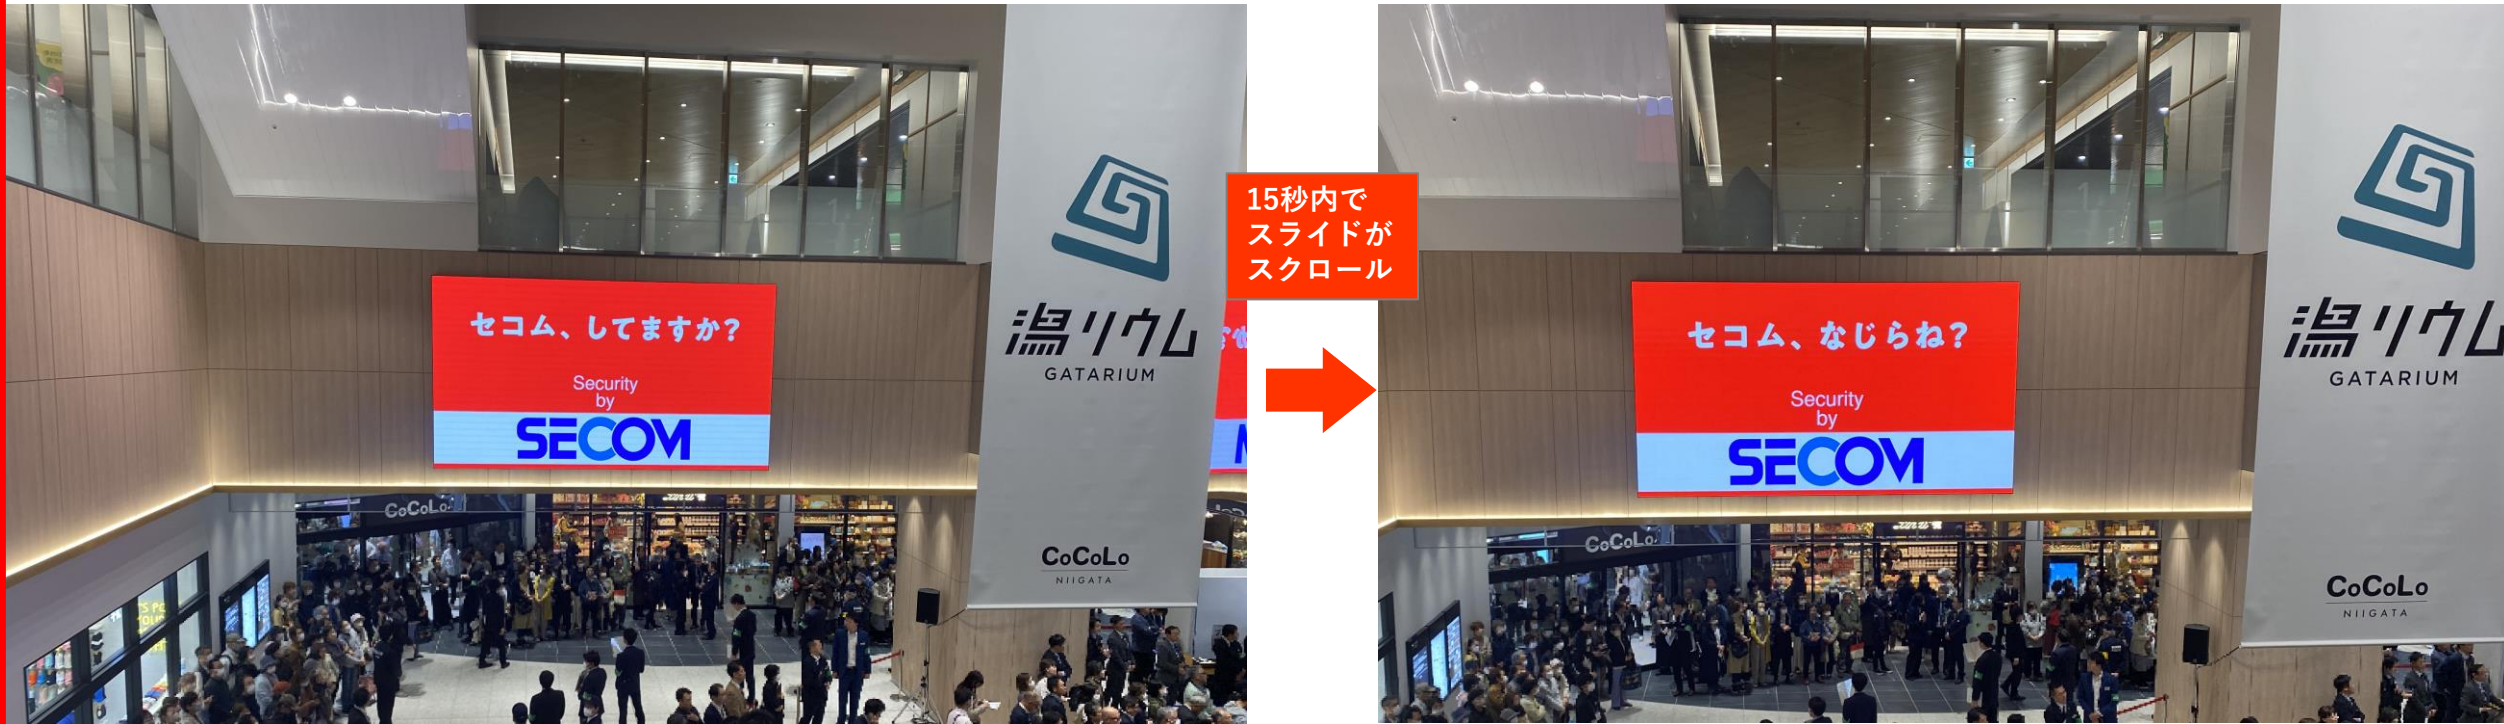 セコム、してますか?
Security
by
SECOM
潟リウム
GATARIUM
CoCoLo
NIIGATA
CoCoLo
15秒内で
スライドが
スクロール
セコム、なじらね?
Security
by
SECOM
潟リウム
GATARIUM
CoCoLo
NIIGATA
CoCoLo